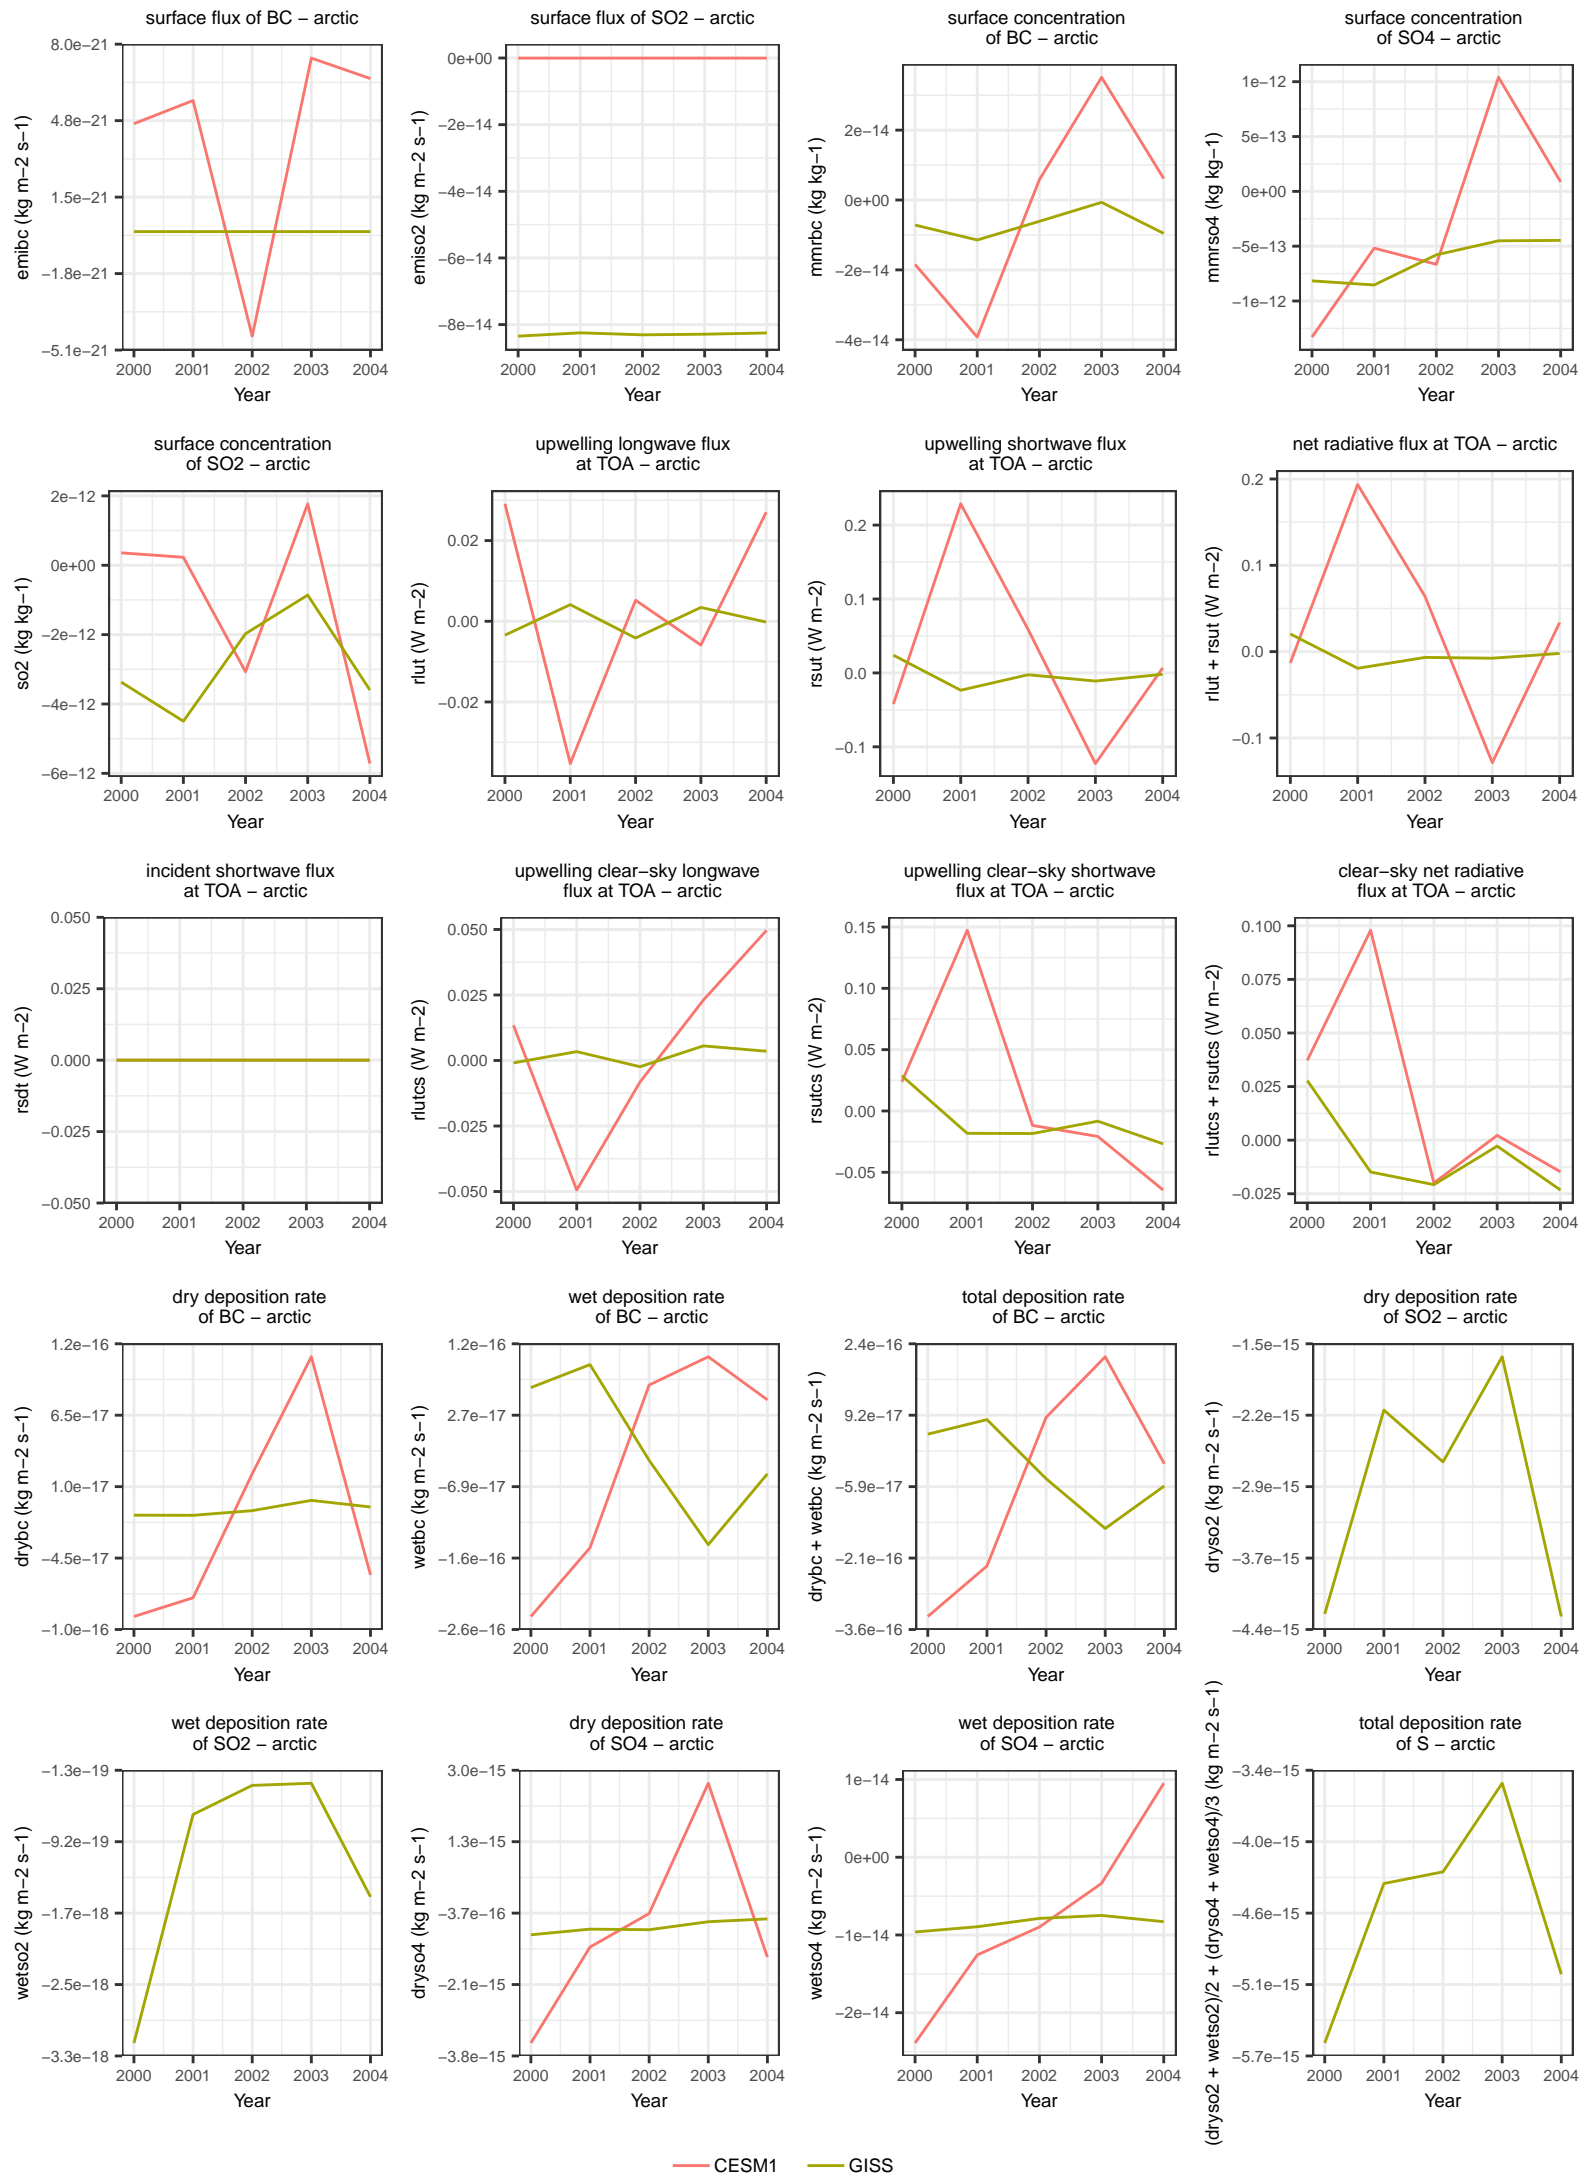 surface flux of BC − arctic
8.0e−21
4.8e−21
1.5e−21
−1.8e−21
−5.1e−21
emibc (kg m−2 s−1)
2000 2001 2002 2003 2004
Year
surface flux of SO2 − arctic
0e+00
−2e−14
−4e−14
−6e−14
−8e−14
emiso2 (kg m−2 s−1)
2000 2001 2002 2003 2004
Year
surface concentration
of BC − arctic
2e−14
0e+00
−2e−14
−4e−14
mmrbc (kg kg−1)
2000 2001 2002 2003 2004
Year
surface concentration
of SO4 − arctic
1e−12
5e−13
0e+00
−5e−13
−1e−12
mmrso4 (kg kg−1)
2000 2001 2002 2003 2004
Year
surface concentration
of SO2 − arctic
2e−12
0e+00
−2e−12
−4e−12
−6e−12
so2 (kg kg−1)
2000 2001 2002 2003 2004
Year
upwelling longwave flux
at TOA − arctic
0.02
0.00
−0.02
rlut (W m−2)
2000 2001 2002 2003 2004
Year
upwelling shortwave flux
at TOA − arctic
0.2
0.1
0.0
−0.1
rsut (W m−2)
2000 2001 2002 2003 2004
Year
net radiative flux at TOA − arctic
0.2
0.1
0.0
−0.1
rlut + rsut (W m−2)
2000 2001 2002 2003 2004
Year
incident shortwave flux
at TOA − arctic
0.050
0.025
0.000
−0.025
−0.050
rsdt (W m−2)
2000 2001 2002 2003 2004
Year
upwelling clear−sky longwave
flux at TOA − arctic
0.050
0.025
0.000
−0.025
−0.050
rlutcs (W m−2)
2000 2001 2002 2003 2004
Year
upwelling clear−sky shortwave
flux at TOA − arctic
0.15
0.10
0.05
0.00
−0.05
rsutcs (W m−2)
2000 2001 2002 2003 2004
Year
clear−sky net radiative
flux at TOA − arctic
0.100
0.075
0.050
0.025
0.000
−0.025
rlutcs + rsutcs (W m−2)
2000 2001 2002 2003 2004
Year
dry deposition rate
of BC − arctic
1.2e−16
6.5e−17
1.0e−17
−4.5e−17
−1.0e−16
drybc (kg m−2 s−1)
2000 2001 2002 2003 2004
Year
wet deposition rate
of BC − arctic
1.2e−16
2.7e−17
−6.9e−17
−1.6e−16
−2.6e−16
wetbc (kg m−2 s−1)
2000 2001 2002 2003 2004
Year
total deposition rate
of BC − arctic
2.4e−16
9.2e−17
−5.9e−17
−2.1e−16
−3.6e−16
drybc + wetbc (kg m−2 s−1)
2000 2001 2002 2003 2004
Year
dry deposition rate
of SO2 − arctic
−1.5e−15
−2.2e−15
−2.9e−15
−3.7e−15
−4.4e−15
dryso2 (kg m−2 s−1)
2000 2001 2002 2003 2004
Year
wet deposition rate
of SO2 − arctic
−1.3e−19
−9.2e−19
−1.7e−18
−2.5e−18
−3.3e−18
wetso2 (kg m−2 s−1)
2000 2001 2002 2003 2004
Year
dry deposition rate
of SO4 − arctic
3.0e−15
1.3e−15
−3.7e−16
−2.1e−15
−3.8e−15
dryso4 (kg m−2 s−1)
2000 2001 2002 2003 2004
Year
wet deposition rate
of SO4 − arctic
1e−14
0e+00
−1e−14
−2e−14
wetso4 (kg m−2 s−1)
2000 2001 2002 2003 2004
Year
total deposition rate
of S − arctic
−3.4e−15
−4.0e−15
−4.6e−15
−5.1e−15
−5.7e−15
(dryso2 + wetso2)/2 + (dryso4 + wetso4)/3 (kg m−2 s−1)
2000 2001 2002 2003 2004
Year
CESM1 GISS